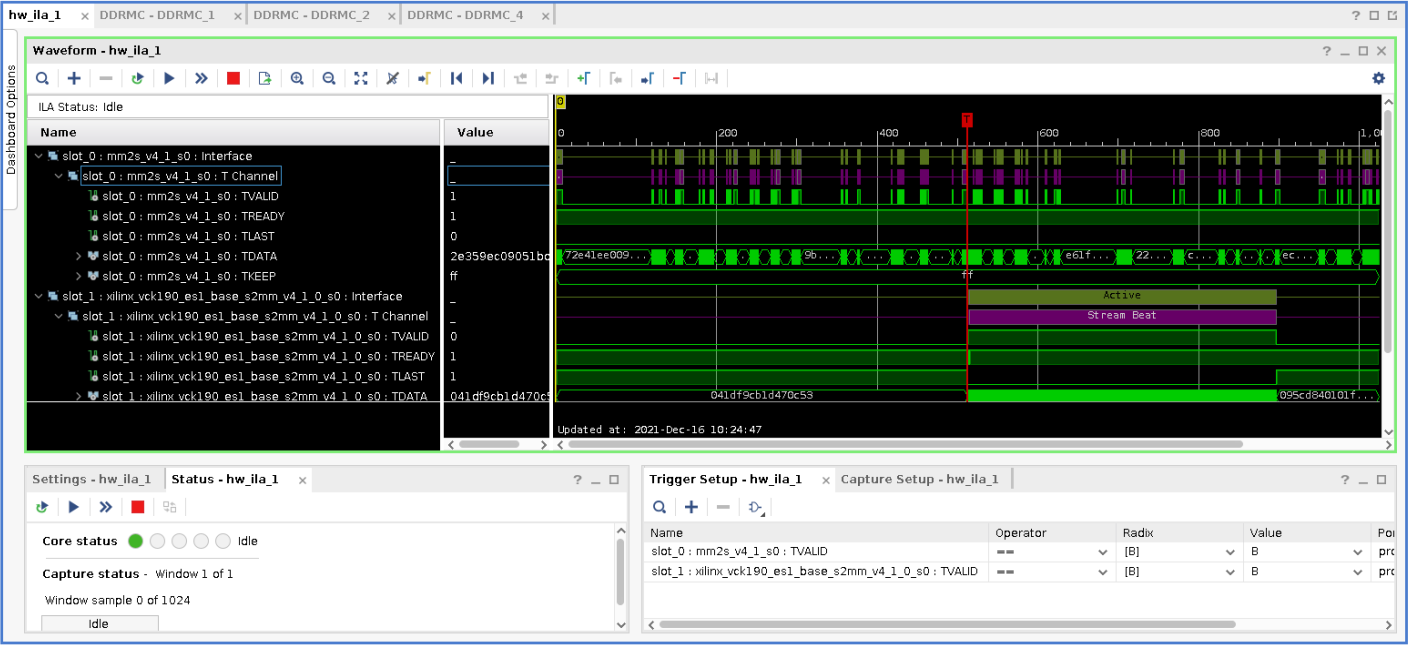 hw_ila_1 × DDRMC - DDRMC_1 × DDRMC - DDRMC_2 × DDRMC - DDRMC_4 ×
Dashboard Options
Waveform - hw_ila_1
ILA Status: Idle
Name Value
0
T
0 200 400 600 800 1,0
slot_0 : mm2s_v4_1_s0 : Interface _
slot_0 : mm2s_v4_1_s0 : T Channel _
slot_0 : mm2s_v4_1_s0 : TVALID 1
slot_0 : mm2s_v4_1_s0 : TREADY 1
slot_0 : mm2s_v4_1_s0 : TLAST 0
slot_0 : mm2s_v4_1_s0 : TDATA 2e359ec09051bc 72e41ee009... 9b... ... e61f... 22... c... ec...
slot_0 : mm2s_v4_1_s0 : TKEEP ff ff
slot_1 : xilinx_vck190_es1_base_s2mm_v4_1_0_s0 : Interface _ Active
slot_1 : xilinx_vck190_es1_base_s2mm_v4_1_0_s0 : T Channel _ Stream Beat
slot_1 : xilinx_vck190_es1_base_s2mm_v4_1_0_s0 : TVALID 0
slot_1 : xilinx_vck190_es1_base_s2mm_v4_1_0_s0 : TREADY 1
slot_1 : xilinx_vck190_es1_base_s2mm_v4_1_0_s0 : TLAST 1
slot_1 : xilinx_vck190_es1_base_s2mm_v4_1_0_s0 : TDATA 041df9cb1d470c5 041df9cb1d470c53 095cd840101f...
Updated at: 2021-Dec-16 10:24:47
Settings - hw_ila_1 Status - hw_ila_1 ×
Core status Idle
Capture status - Window 1 of 1
Window sample 0 of 1024
Idle
Trigger Setup - hw_ila_1 × Capture Setup - hw_ila_1
Name Operator Radix Value Por
slot_0 : mm2s_v4_1_s0 : TVALID == [B] B pro
slot_1 : xilinx_vck190_es1_base_s2mm_v4_1_0_s0 : TVALID == [B] B pro